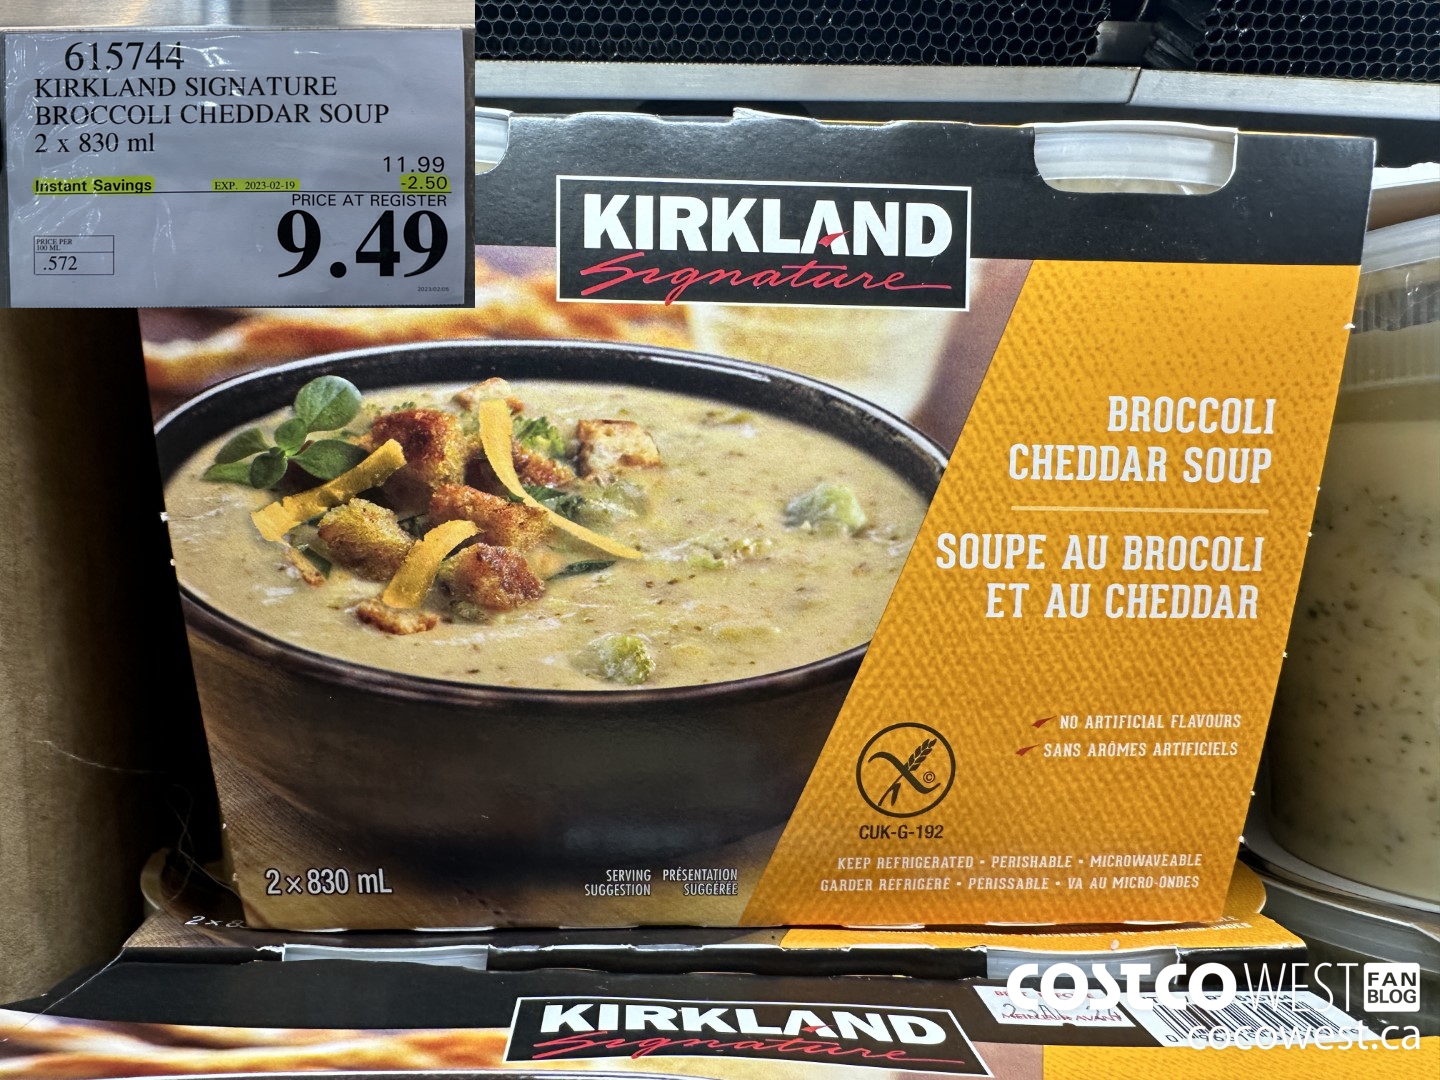 615744
KIRKLAND SIGNATURE
BROCCOLI CHEDDAR SOUP
2 x 830 ml
11.99
Instant Savings EXP. 2023-02-19 -2.50
PRICE AT REGISTER
9.49
PRICE PER
100 ML
.572
2023/02/06
KIRKLAND
Signature
BROCCOLI
CHEDDAR SOUP
SOUPE AU BROCOLI
ET AU CHEDDAR
NO ARTIFICIAL FLAVOURS
SANS ARÔMES ARTIFICIELS
©
CUK-G-192
KEEP REFRIGERATED • PERISHABLE • MICROWAVEABLE
GARDER RÉFRIGÉRÉ • PÉRISSABLE • VA AU MICRO-ONDES
2 x 830 mL
SERVING SUGGESTION
PRÉSENTATION SUGGÉRÉE
KIRKLAND
Signature
COSTCO WEST FAN BLOG
cocowest.ca